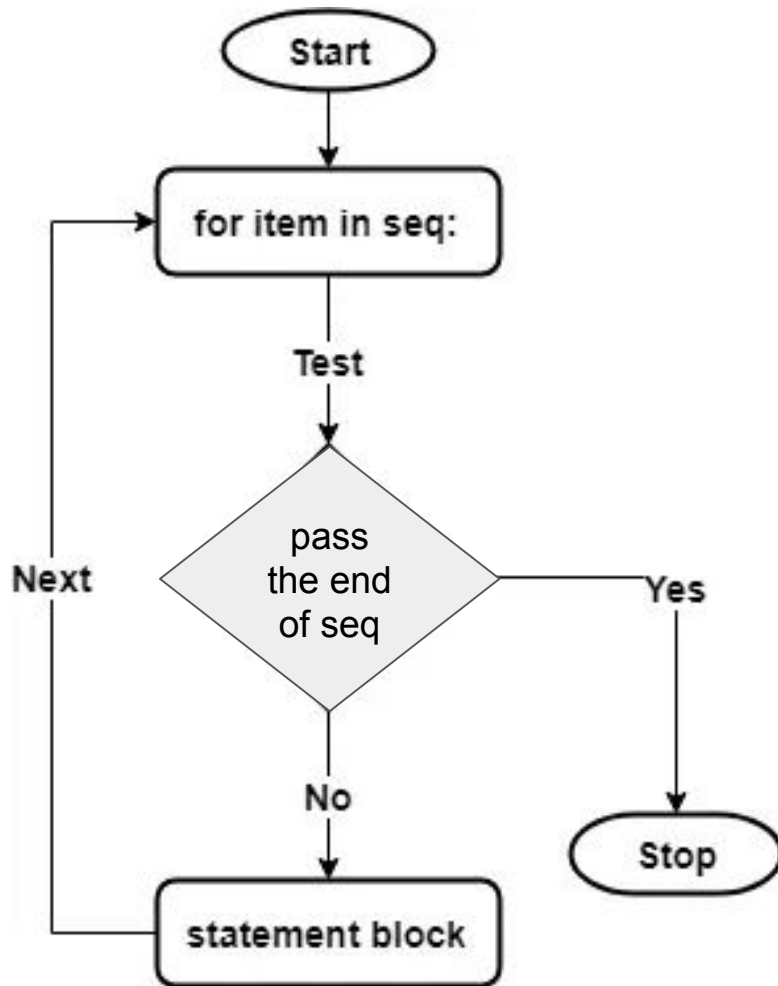 Start
for item in seq:
Test
pass
the end
of seq
Next
Yes
No
Stop
statement block